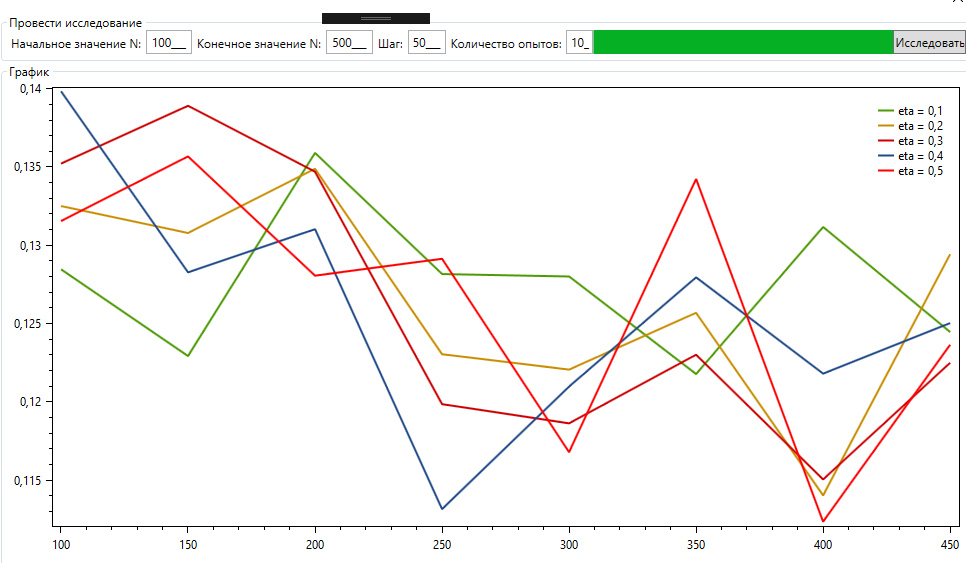 Провести исследование
Начальное значение N: 100___ Конечное значение N: 500___ Шаг: 50___ Количество опытов: 10_ Исследовать
График
0,14
0,135
0,13
0,125
0,12
0,115
100 150 200 250 300 350 400 450
eta = 0,1
eta = 0,2
eta = 0,3
eta = 0,4
eta = 0,5